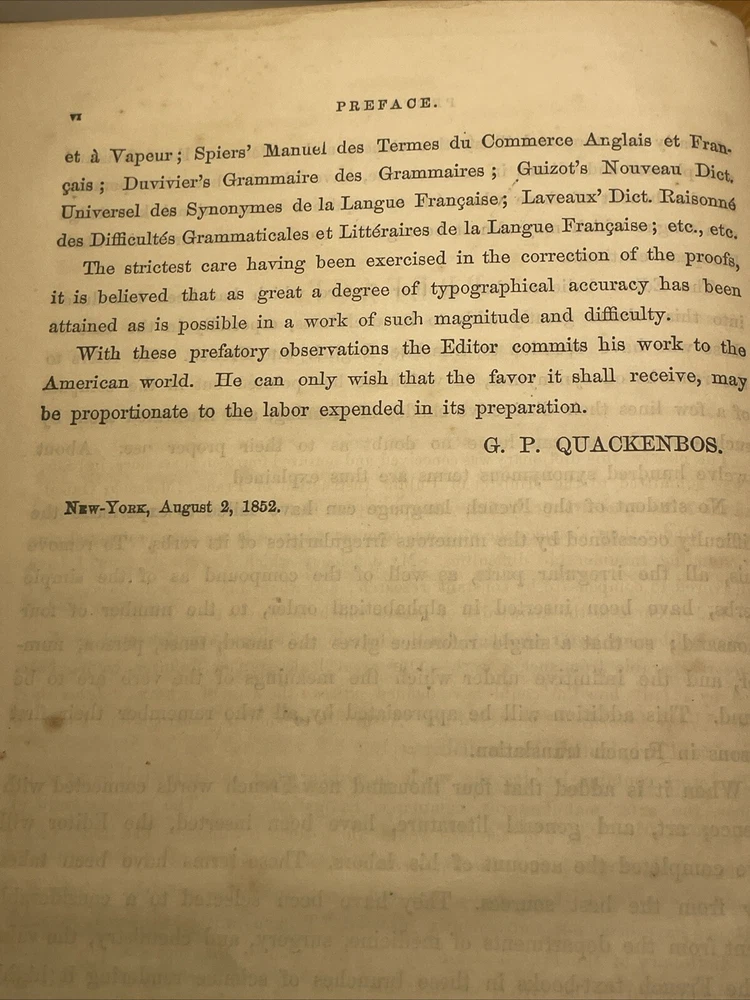 VI
PREFACE.
et à Vapeur; Spiers' Manuel des Termes du Commerce Anglais et Fran-
çais; Duvivier's Grammaire des Grammaires; Guizot's Nouveau Dict.
Universel des Synonymes de la Langue Française; Laveaux' Dict. Raisonné
des Difficultés Grammaticales et Littéraires de la Langue Française; etc., etc.
The strictest care having been exercised in the correction of the proofs,
it is believed that as great a degree of typographical accuracy has been
attained as is possible in a work of such magnitude and difficulty.
With these prefatory observations the Editor commits his work to the
American world. He can only wish that the favor it shall receive, may
be proportionate to the labor expended in its preparation.
G. P. QUACKENBOS.
NEW-YORK, August 2, 1852.